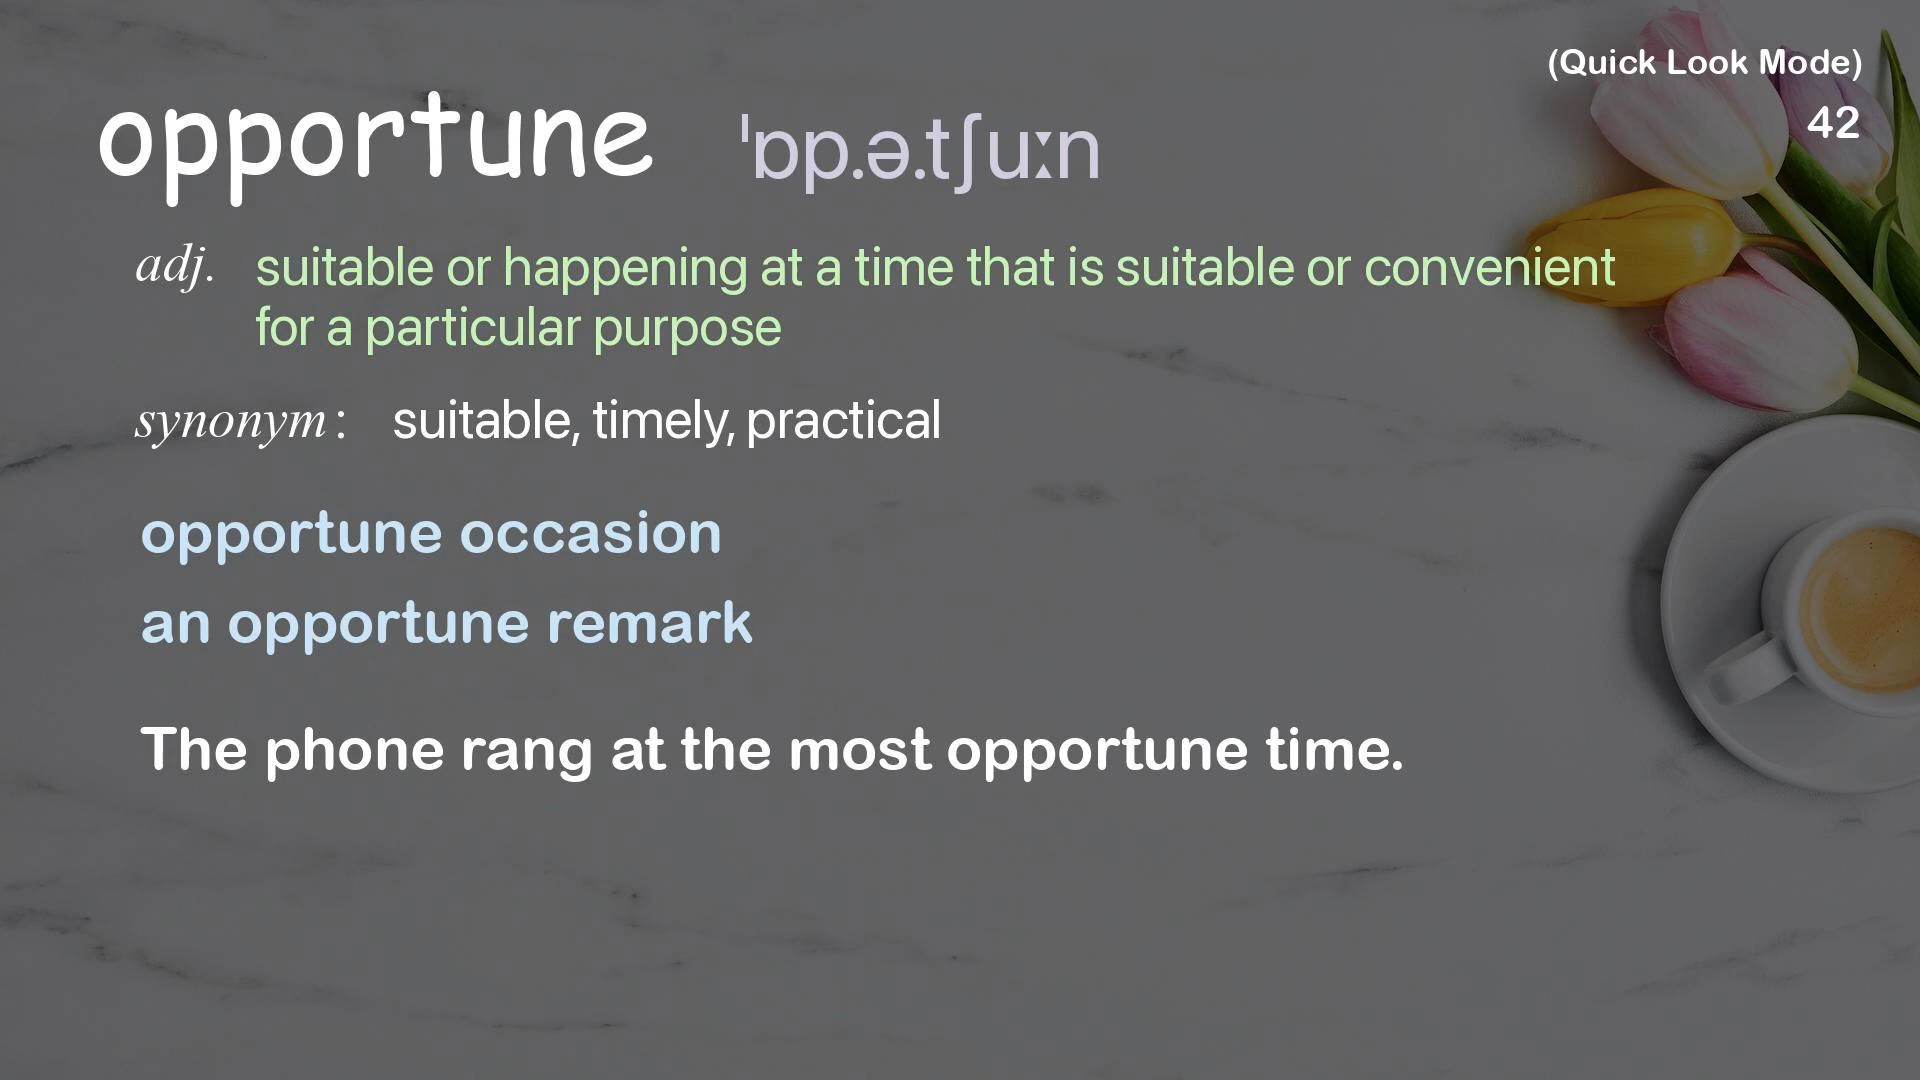 (Quick Look Mode)
42
opportune ˈɒp.ə.tʃuːn
adj. suitable or happening at a time that is suitable or convenient
for a particular purpose
synonym: suitable, timely, practical
opportune occasion
an opportune remark
The phone rang at the most opportune time.